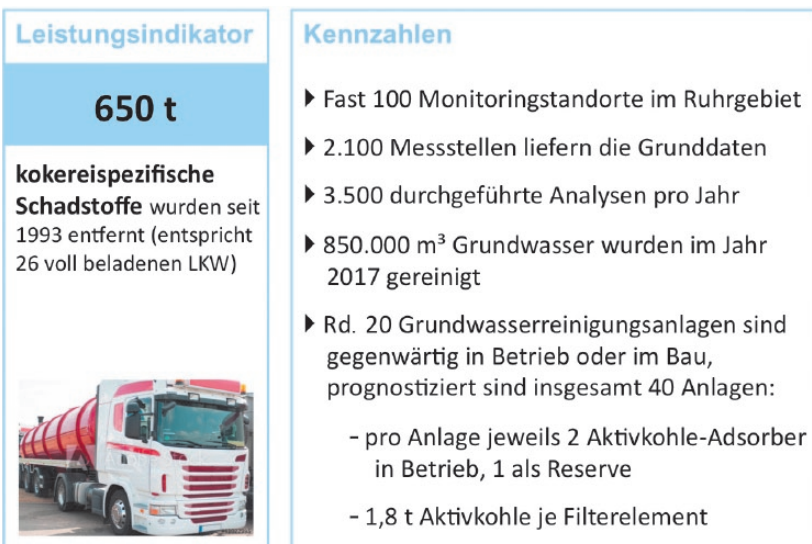 Leistungsindikator
650 t
kokereispezifische
Schadstoffe wurden seit
1993 entfernt (entspricht
26 voll beladenen LKW)
Kennzahlen
▶ Fast 100 Monitoringstandorte im Ruhrgebiet
▶ 2.100 Messstellen liefern die Grunddaten
▶ 3.500 durchgeführte Analysen pro Jahr
▶ 850.000 m³ Grundwasser wurden im Jahr
2017 gereinigt
▶ Rd. 20 Grundwasserreinigungsanlagen sind
gegenwärtig in Betrieb oder im Bau,
prognostiziert sind insgesamt 40 Anlagen:
- pro Anlage jeweils 2 Aktivkohle-Adsorber
in Betrieb, 1 als Reserve
- 1,8 t Aktivkohle je Filterelement